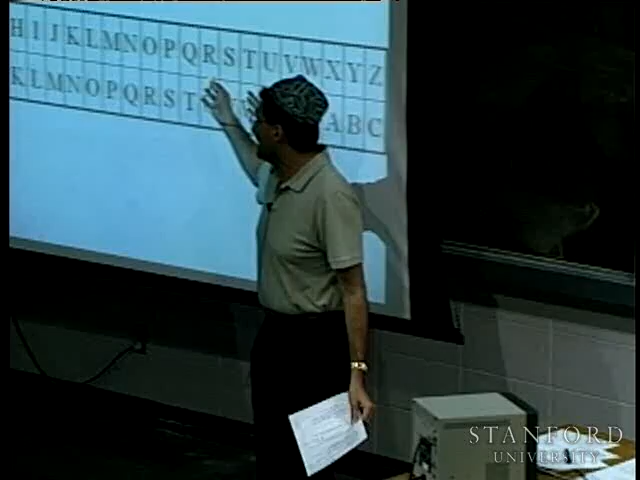 H I J K L M N O P Q R S T U V W X Y Z
K L M N O P Q R S T A B C
STANFORD
UNIVERSITY